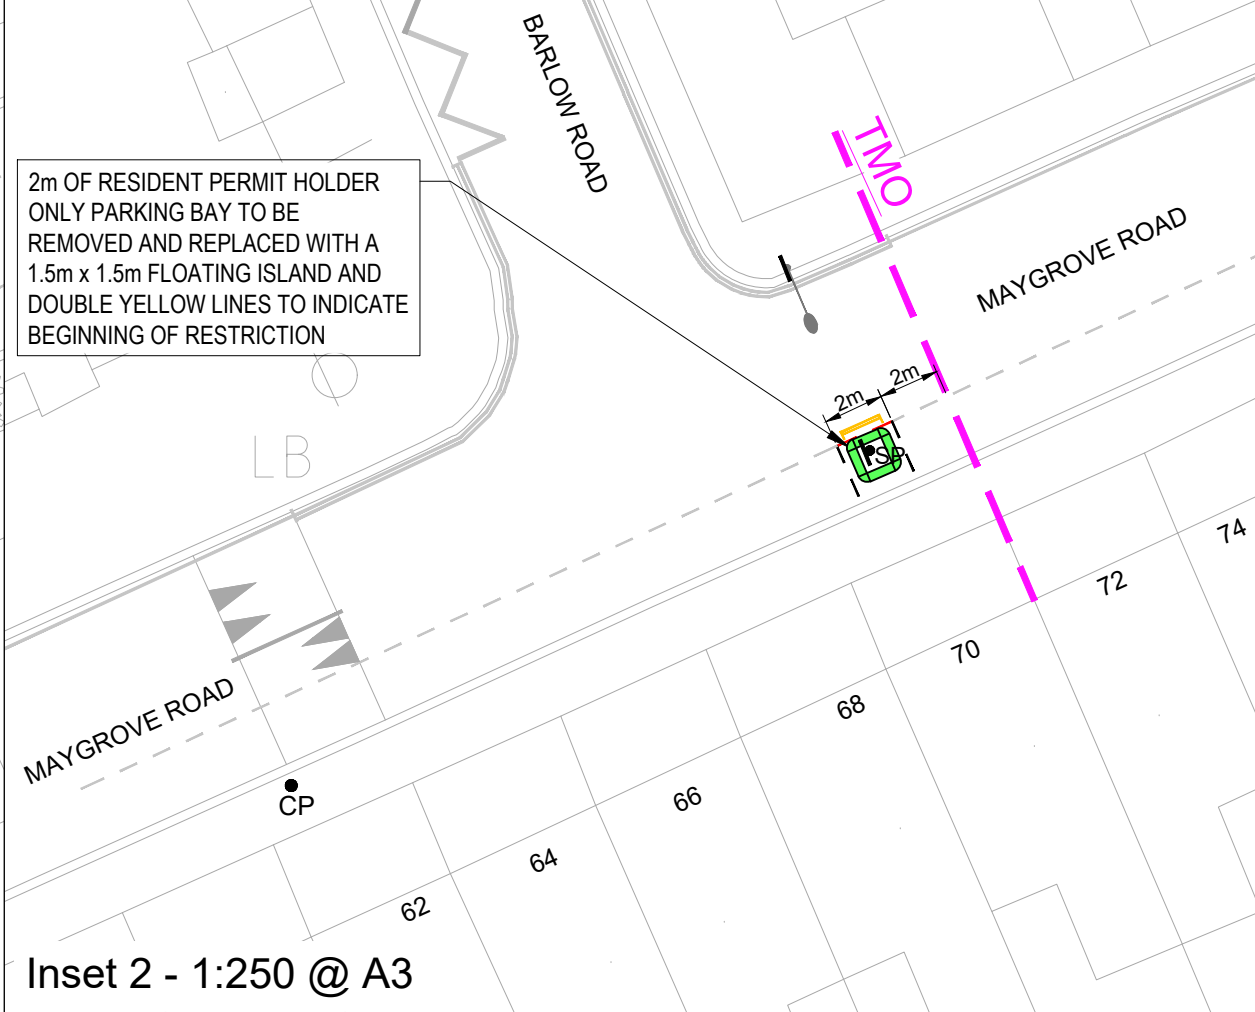 BARLOW ROAD
TMO
2m OF RESIDENT PERMIT HOLDER
ONLY PARKING BAY TO BE
REMOVED AND REPLACED WITH A
1.5m x 1.5m FLOATING ISLAND AND
DOUBLE YELLOW LINES TO INDICATE
BEGINNING OF RESTRICTION
MAYGROVE ROAD
2m
2m
SP
LB
74
72
70
68
66
64
62
MAYGROVE ROAD
CP
Inset 2 - 1:250 @ A3